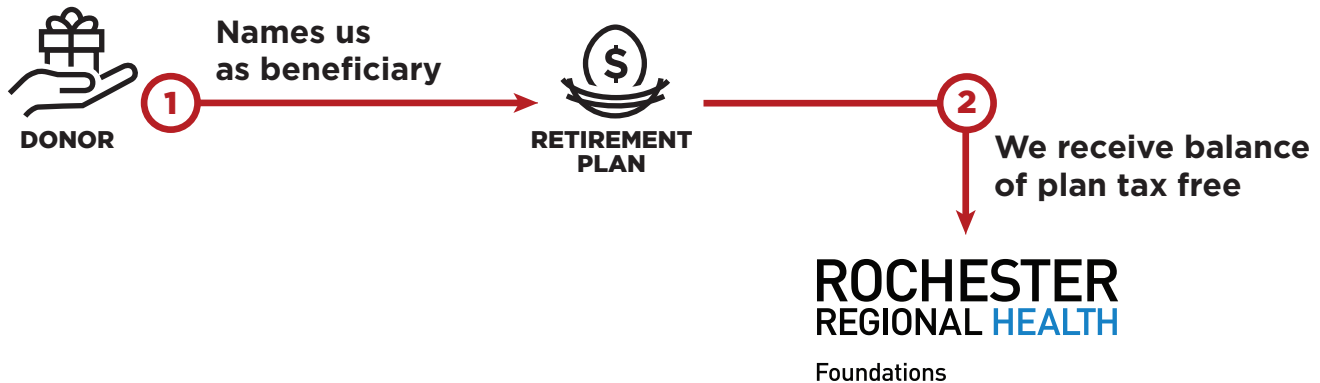 Names us
as beneficiary
1
DONOR
$
RETIREMENT
PLAN
2
We receive balance
of plan tax free
ROCHESTER
REGIONAL HEALTH
Foundations